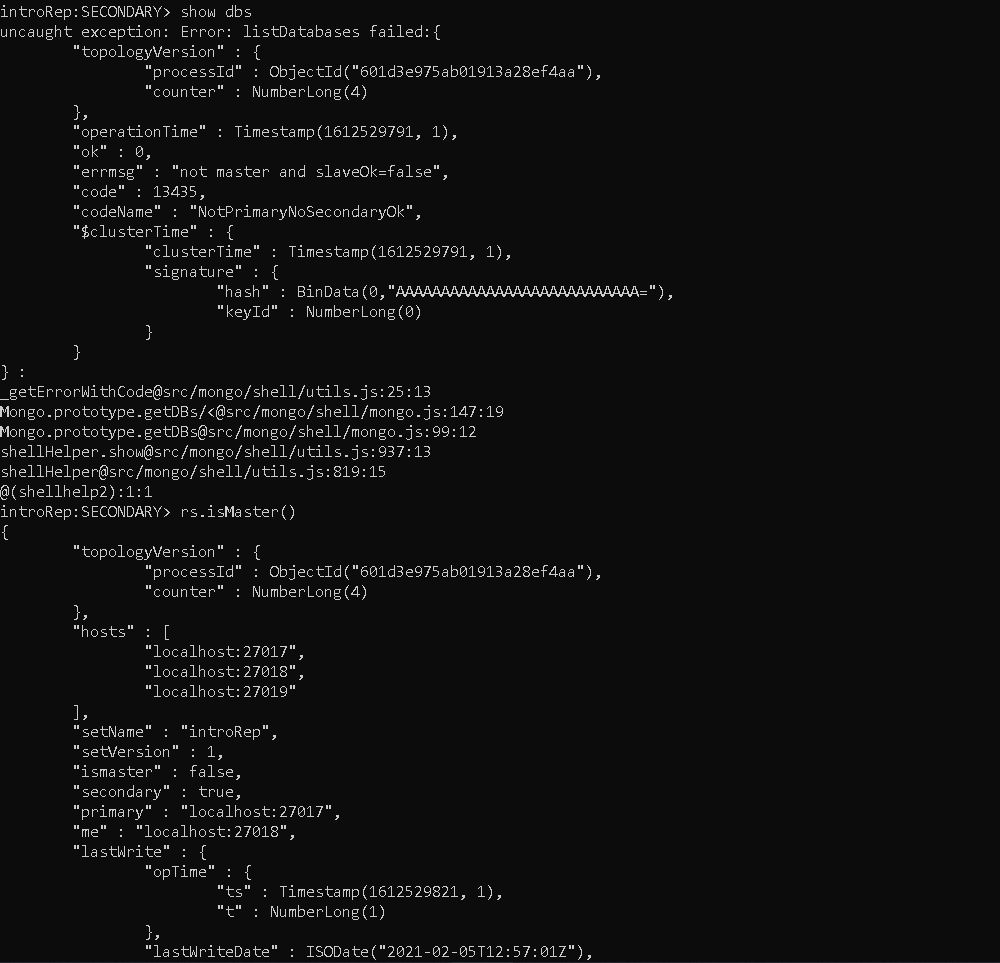 introRep:SECONDARY> show dbs
uncaught exception: Error: listDatabases failed:{
        "topologyVersion" : {
                "processId" : ObjectId("601d3e975ab01913a28ef4aa"),
                "counter" : NumberLong(4)
        },
        "operationTime" : Timestamp(1612529791, 1),
        "ok" : 0,
        "errmsg" : "not master and slaveOk=false",
        "code" : 13435,
        "codeName" : "NotPrimaryNoSecondaryOk",
        "$clusterTime" : {
                "clusterTime" : Timestamp(1612529791, 1),
                "signature" : {
                        "hash" : BinData(0,"AAAAAAAAAAAAAAAAAAAAAAAAAAA="),
                        "keyId" : NumberLong(0)
                }
        }
} :
_getErrorWithCode@src/mongo/shell/utils.js:25:13
Mongo.prototype.getDBs/<@src/mongo/shell/mongo.js:147:19
Mongo.prototype.getDBs@src/mongo/shell/mongo.js:99:12
shellHelper.show@src/mongo/shell/utils.js:937:13
shellHelper@src/mongo/shell/utils.js:819:15
@(shellhelp2):1:1
introRep:SECONDARY> rs.isMaster()
{
        "topologyVersion" : {
                "processId" : ObjectId("601d3e975ab01913a28ef4aa"),
                "counter" : NumberLong(4)
        },
        "hosts" : [
                "localhost:27017",
                "localhost:27018",
                "localhost:27019"
        ],
        "setName" : "introRep",
        "setVersion" : 1,
        "ismaster" : false,
        "secondary" : true,
        "primary" : "localhost:27017",
        "me" : "localhost:27018",
        "lastWrite" : {
                "opTime" : {
                        "ts" : Timestamp(1612529821, 1),
                        "t" : NumberLong(1)
                },
                "lastWriteDate" : ISODate("2021-02-05T12:57:01Z"),